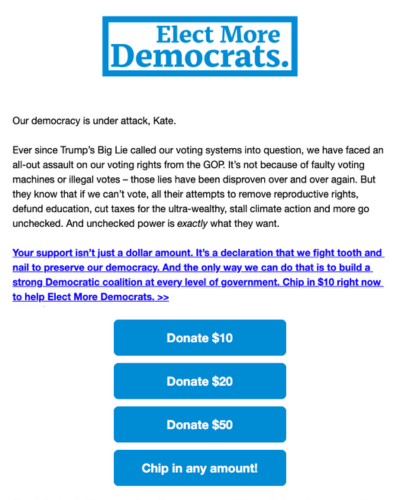 Elect More
Democrats.
Our democracy is under attack, Kate.
Ever since Trump's Big Lie called our voting systems into question, we have faced an
all-out assault on our voting rights from the GOP. It's not because of faulty voting
machines or illegal votes – those lies have been disproven over and over again. But
they know that if we can't vote, all their attempts to remove reproductive rights,
defund education, cut taxes for the ultra-wealthy, stall climate action and more go
unchecked. And unchecked power is exactly what they want.
Your support isn't just a dollar amount. It's a declaration that we fight tooth and
nail to preserve our democracy. And the only way we can do that is to build a
strong Democratic coalition at every level of government. Chip in $10 right now
to help Elect More Democrats. >>
Donate $10
Donate $20
Donate $50
Chip in any amount!